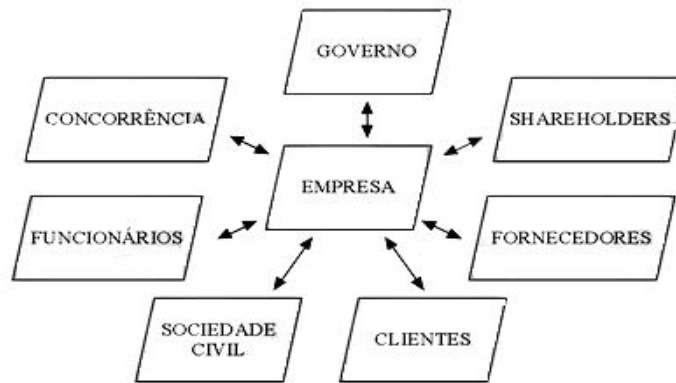 GOVERNO
CONCORRÊNCIA
SHAREHOLDERS
EMPRESA
FUNCIONÁRIOS
FORNECEDORES
SOCIEDADE
CIVIL
CLIENTES